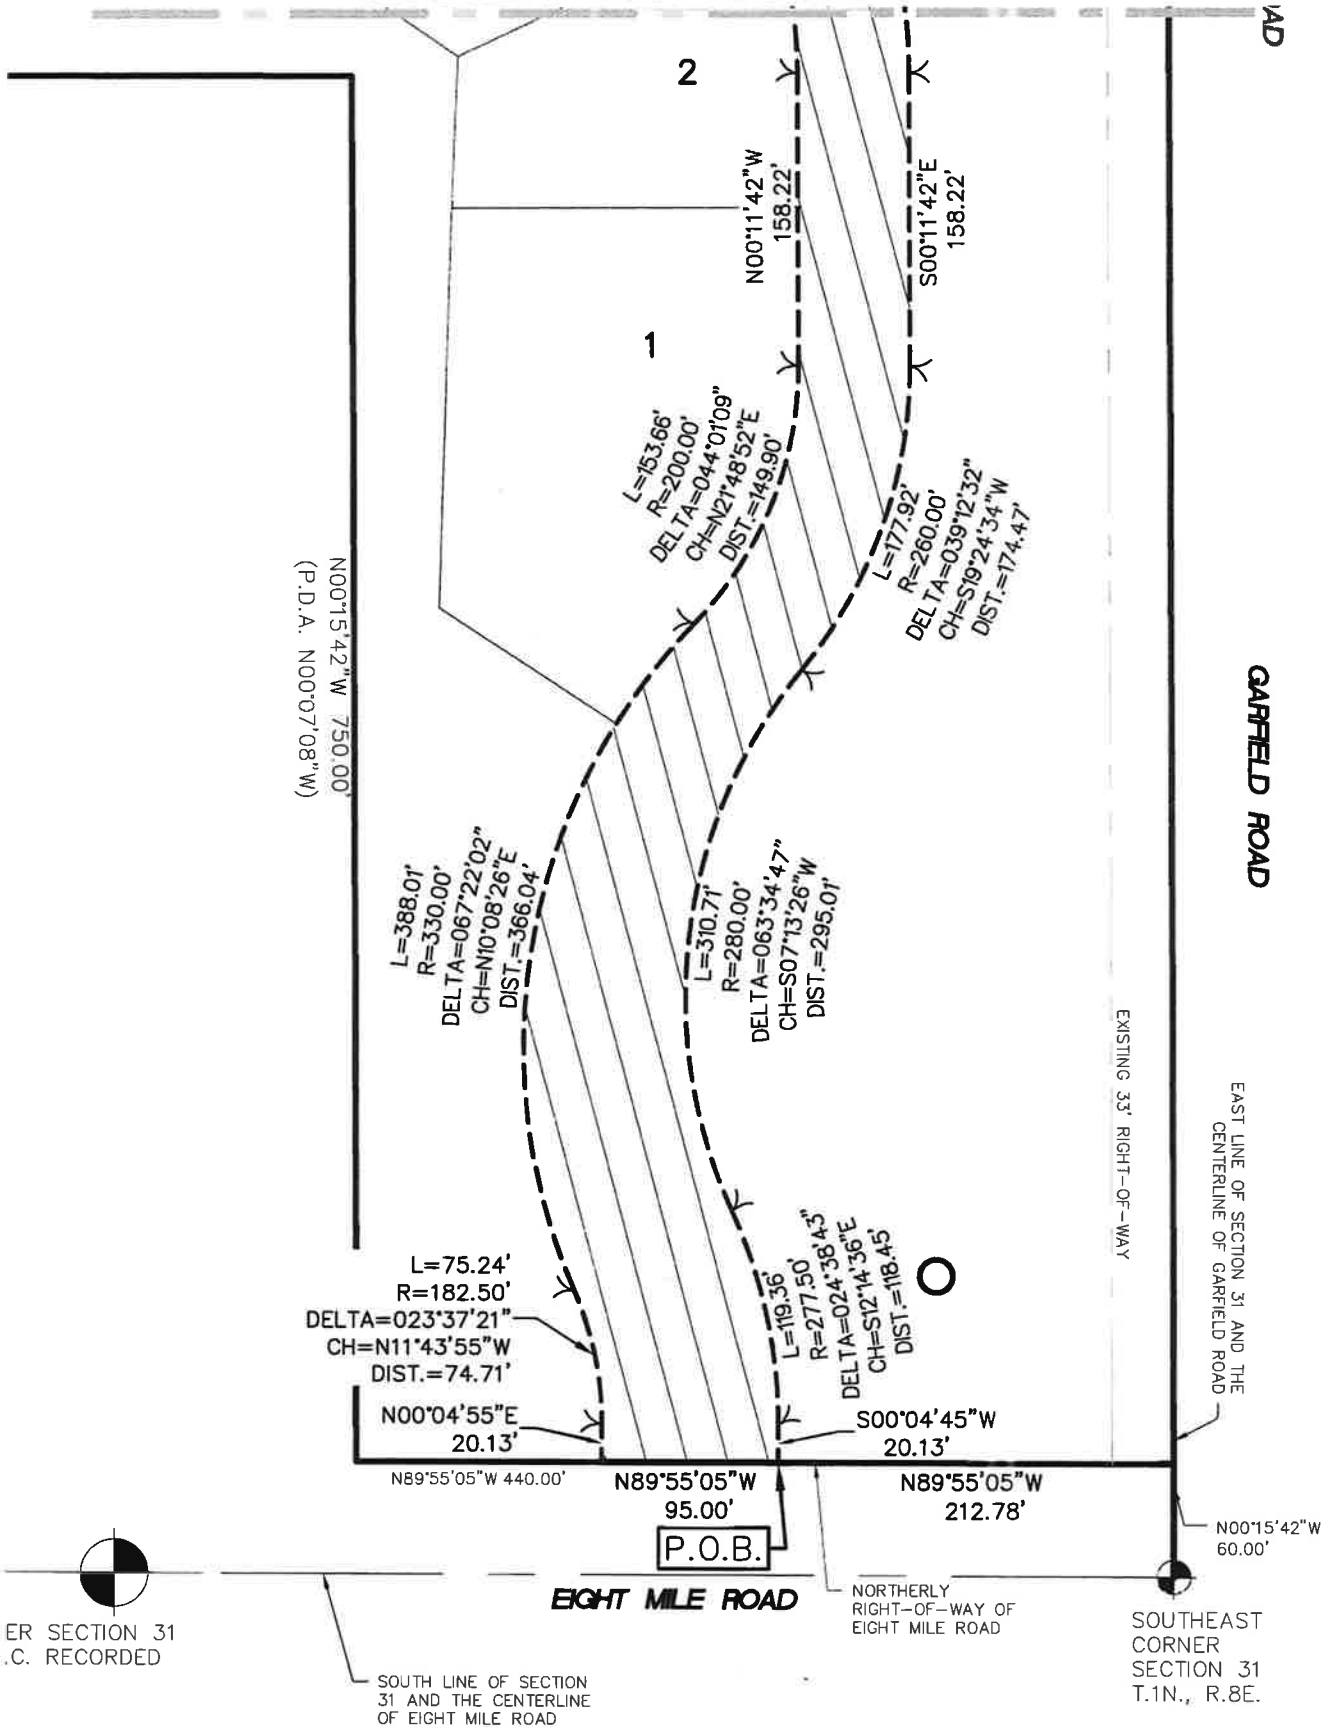 AD
2
N00°11'42"W
158.22'
S00°11'42"E
158.22'
1
L=153.66'
R=200.00'
DELTA=044°01'09"
CH=N21°48'52"E
DIST.=149.90'
L=177.92'
R=260.00'
DELTA=039°12'32"
CH=S19°24'34"W
DIST.=174.47'
N00°15'42"W 750.00'
(P.D.A. N00°07'08"W)
GARFIELD ROAD
L=388.01'
R=330.00'
DELTA=067°22'02"
CH=N10°08'26"E
DIST.=366.04'
L=310.71'
R=280.00'
DELTA=063°34'47"
CH=S07°13'26"W
DIST.=295.01'
EXISTING 33' RIGHT-OF-WAY
EAST LINE OF SECTION 31 AND THE
CENTERLINE OF GARFIELD ROAD
L=75.24'
R=182.50'
DELTA=023°37'21"
CH=N11°43'55"W
DIST.=74.71'
L=119.36'
R=277.50'
DELTA=024°38'43"
CH=S12°14'36"E
DIST.=118.45'
N00°04'55"E
20.13'
S00°04'45"W
20.13'
N89°55'05"W 440.00'
N89°55'05"W
95.00'
N89°55'05"W
212.78'
P.O.B.
N00°15'42"W
60.00'
EIGHT MILE ROAD
NORTHERLY
RIGHT-OF-WAY OF
EIGHT MILE ROAD
ER SECTION 31
.C. RECORDED
SOUTHEAST
CORNER
SECTION 31
T.1N., R.8E.
SOUTH LINE OF SECTION
31 AND THE CENTERLINE
OF EIGHT MILE ROAD